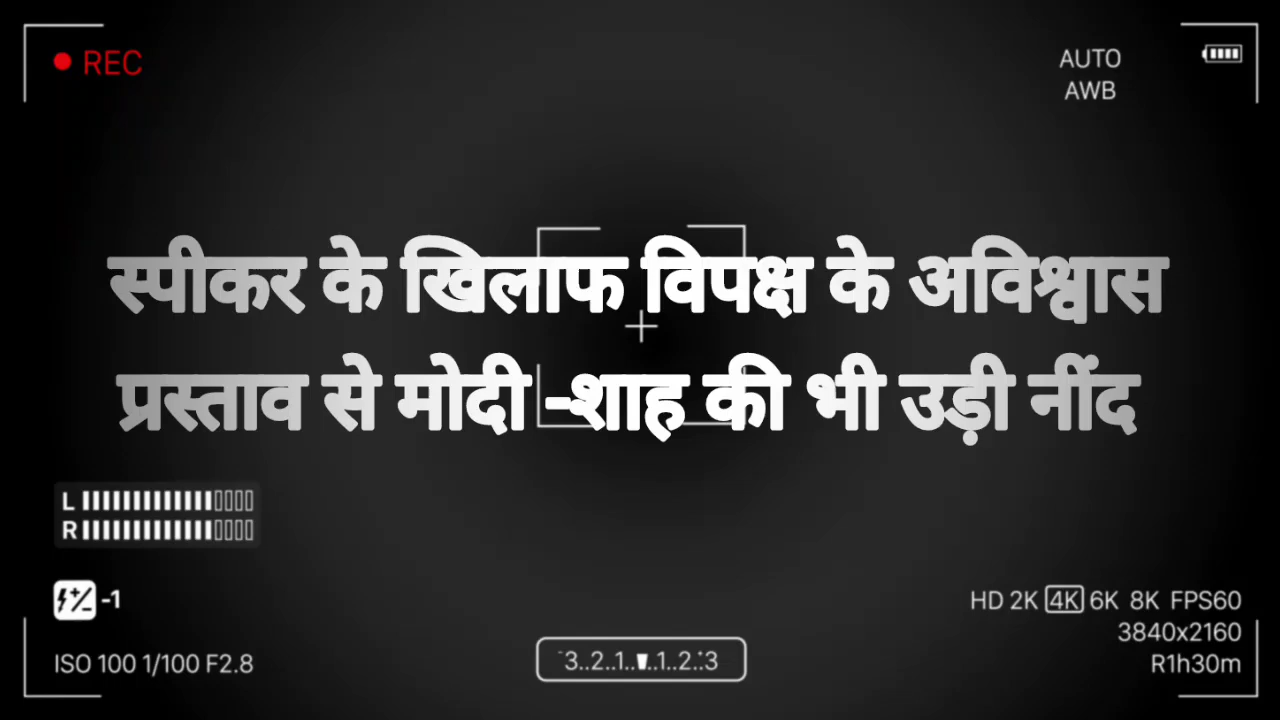 REC
AUTO
AWB
स्पीकर के खिलाफ विपक्ष के अविश्वास
प्रस्ताव से मोदी -शाह की भी उड़ी नींद
L
R
-1
HD 2K 4K 6K 8K FPS60
3840x2160
ISO 100 1/100 F2.8
-3..2..1..1..2..+3
R1h30m